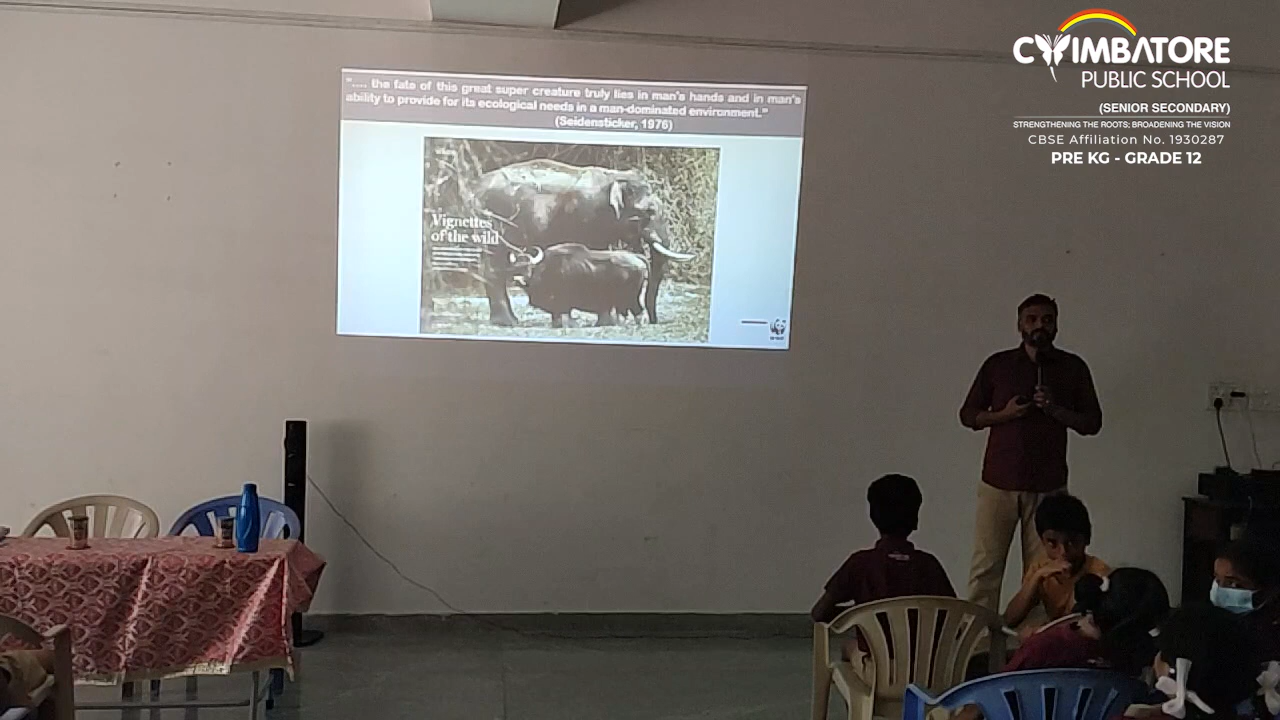 ".... the fate of this great super creature truly lies in man's hands and in man's
ability to provide for its ecological needs in a man-dominated environment."
(Seidensticker, 1976)
Vignettes
of the wild
COIMBATORE
PUBLIC SCHOOL
(SENIOR SECONDARY)
STRENGTHENING THE ROOTS; BROADENING THE VISION
CBSE Affiliation No. 1930287
PRE KG - GRADE 12